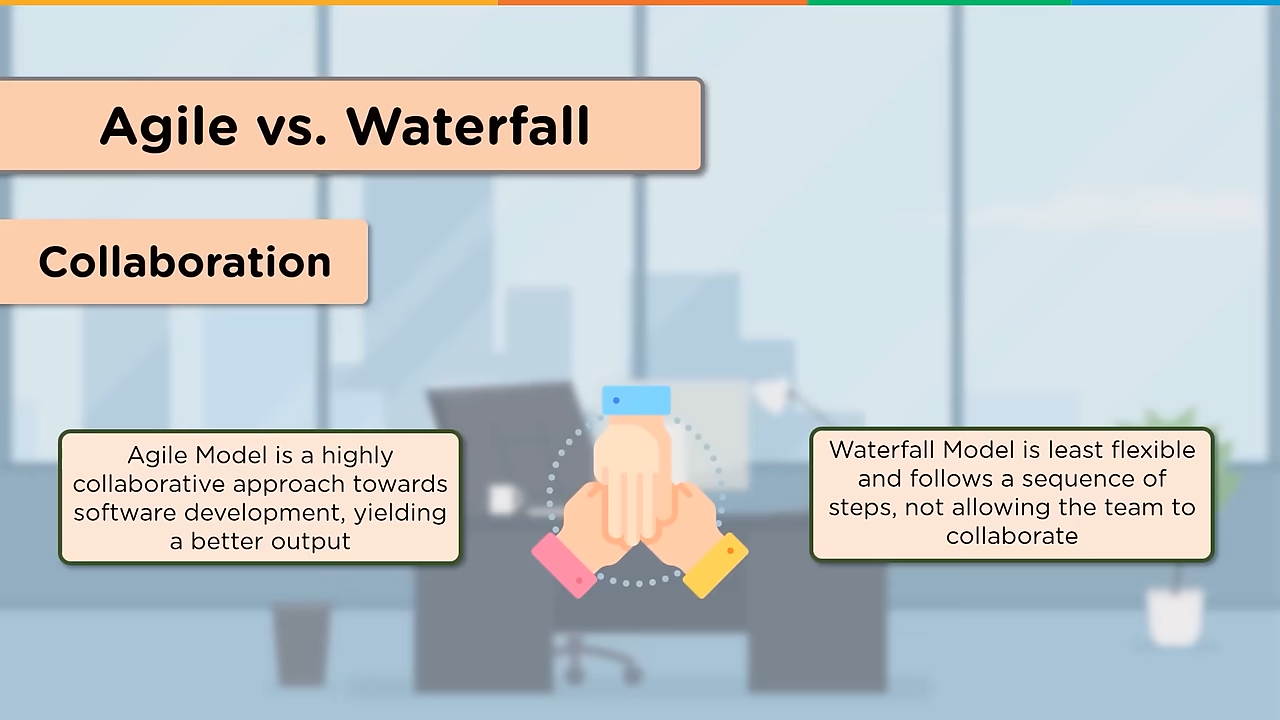 Agile vs. Waterfall
Collaboration
Agile Model is a highly
collaborative approach towards
software development, yielding
a better output
Waterfall Model is least flexible
and follows a sequence of
steps, not allowing the team to
collaborate